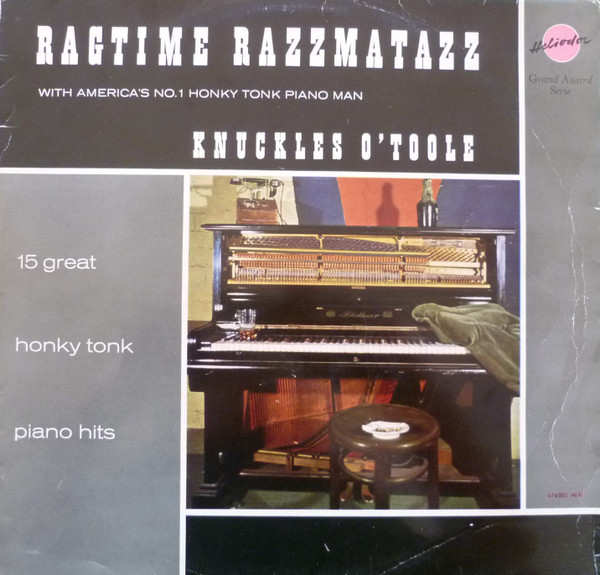 RAGTIME RAZZMATAZZ
WITH AMERICA'S NO.1 HONKY TONK PIANO MAN
KNUCKLES O'TOOLE
Heliodor
Grand Award
Serie
15 great
honky tonk
piano hits